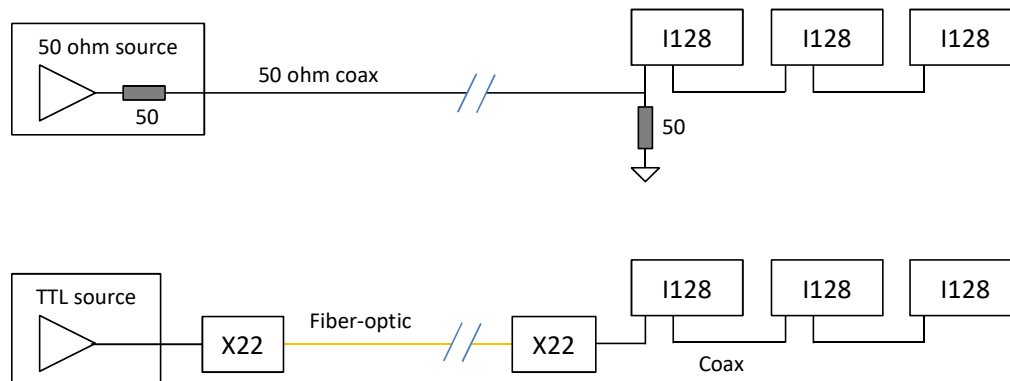 50 ohm source
50
50 ohm coax
I128
I128
I128
50
TTL source
X22
Fiber-optic
X22
I128
I128
I128
Coax